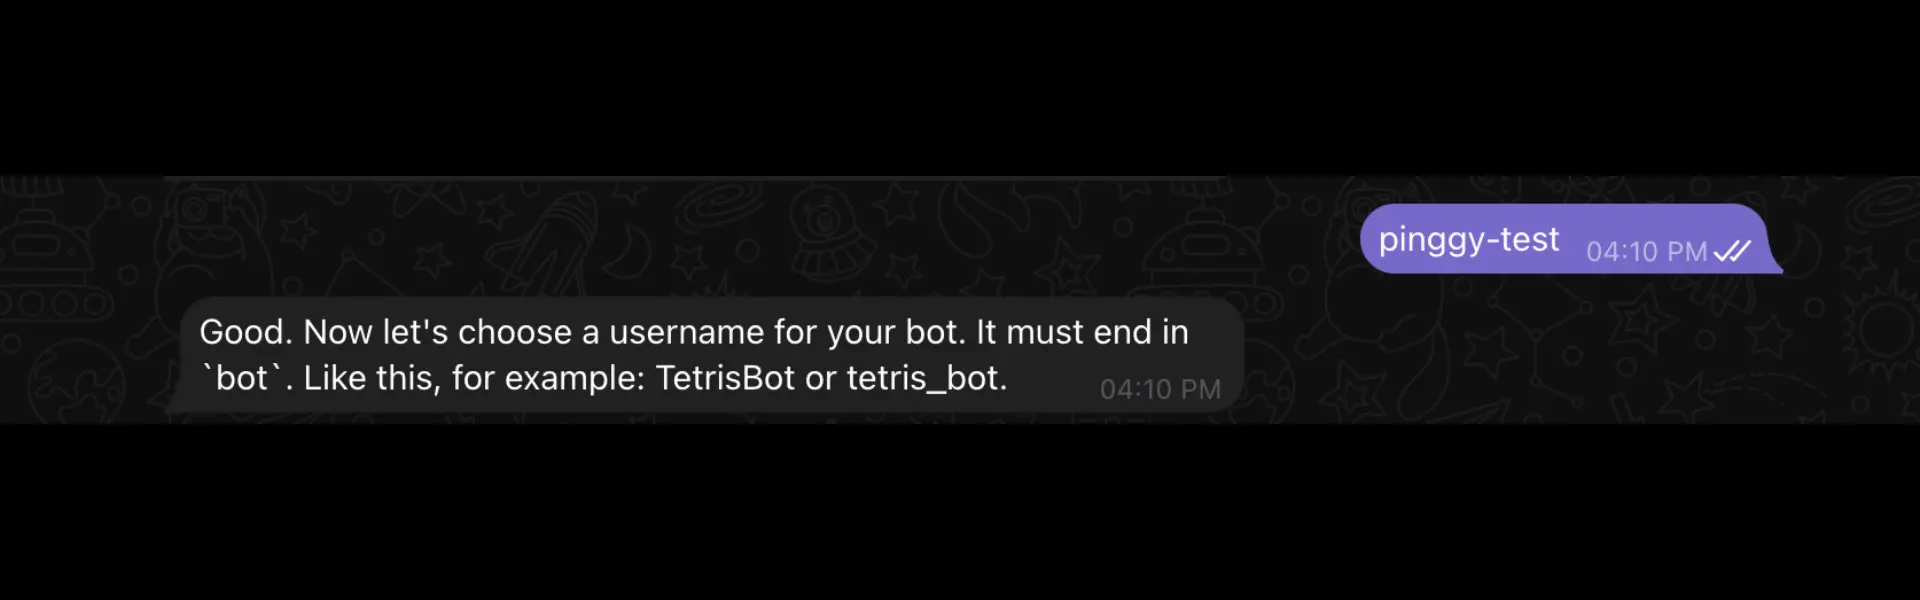 pinggy-test 04:10 PM
Good. Now let's choose a username for your bot. It must end in
`bot`. Like this, for example: TetrisBot or tetris_bot. 04:10 PM